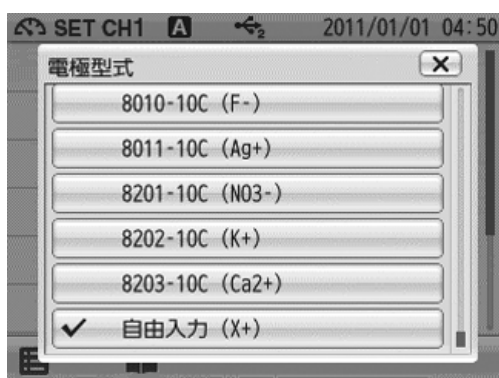 SET CH1 A 2 2011/01/01 04:50
電極型式
8010-10C (F-)
8011-10C (Ag+)
8201-10C (NO3-)
8202-10C (K+)
8203-10C (Ca2+)
自由入力 (X+)